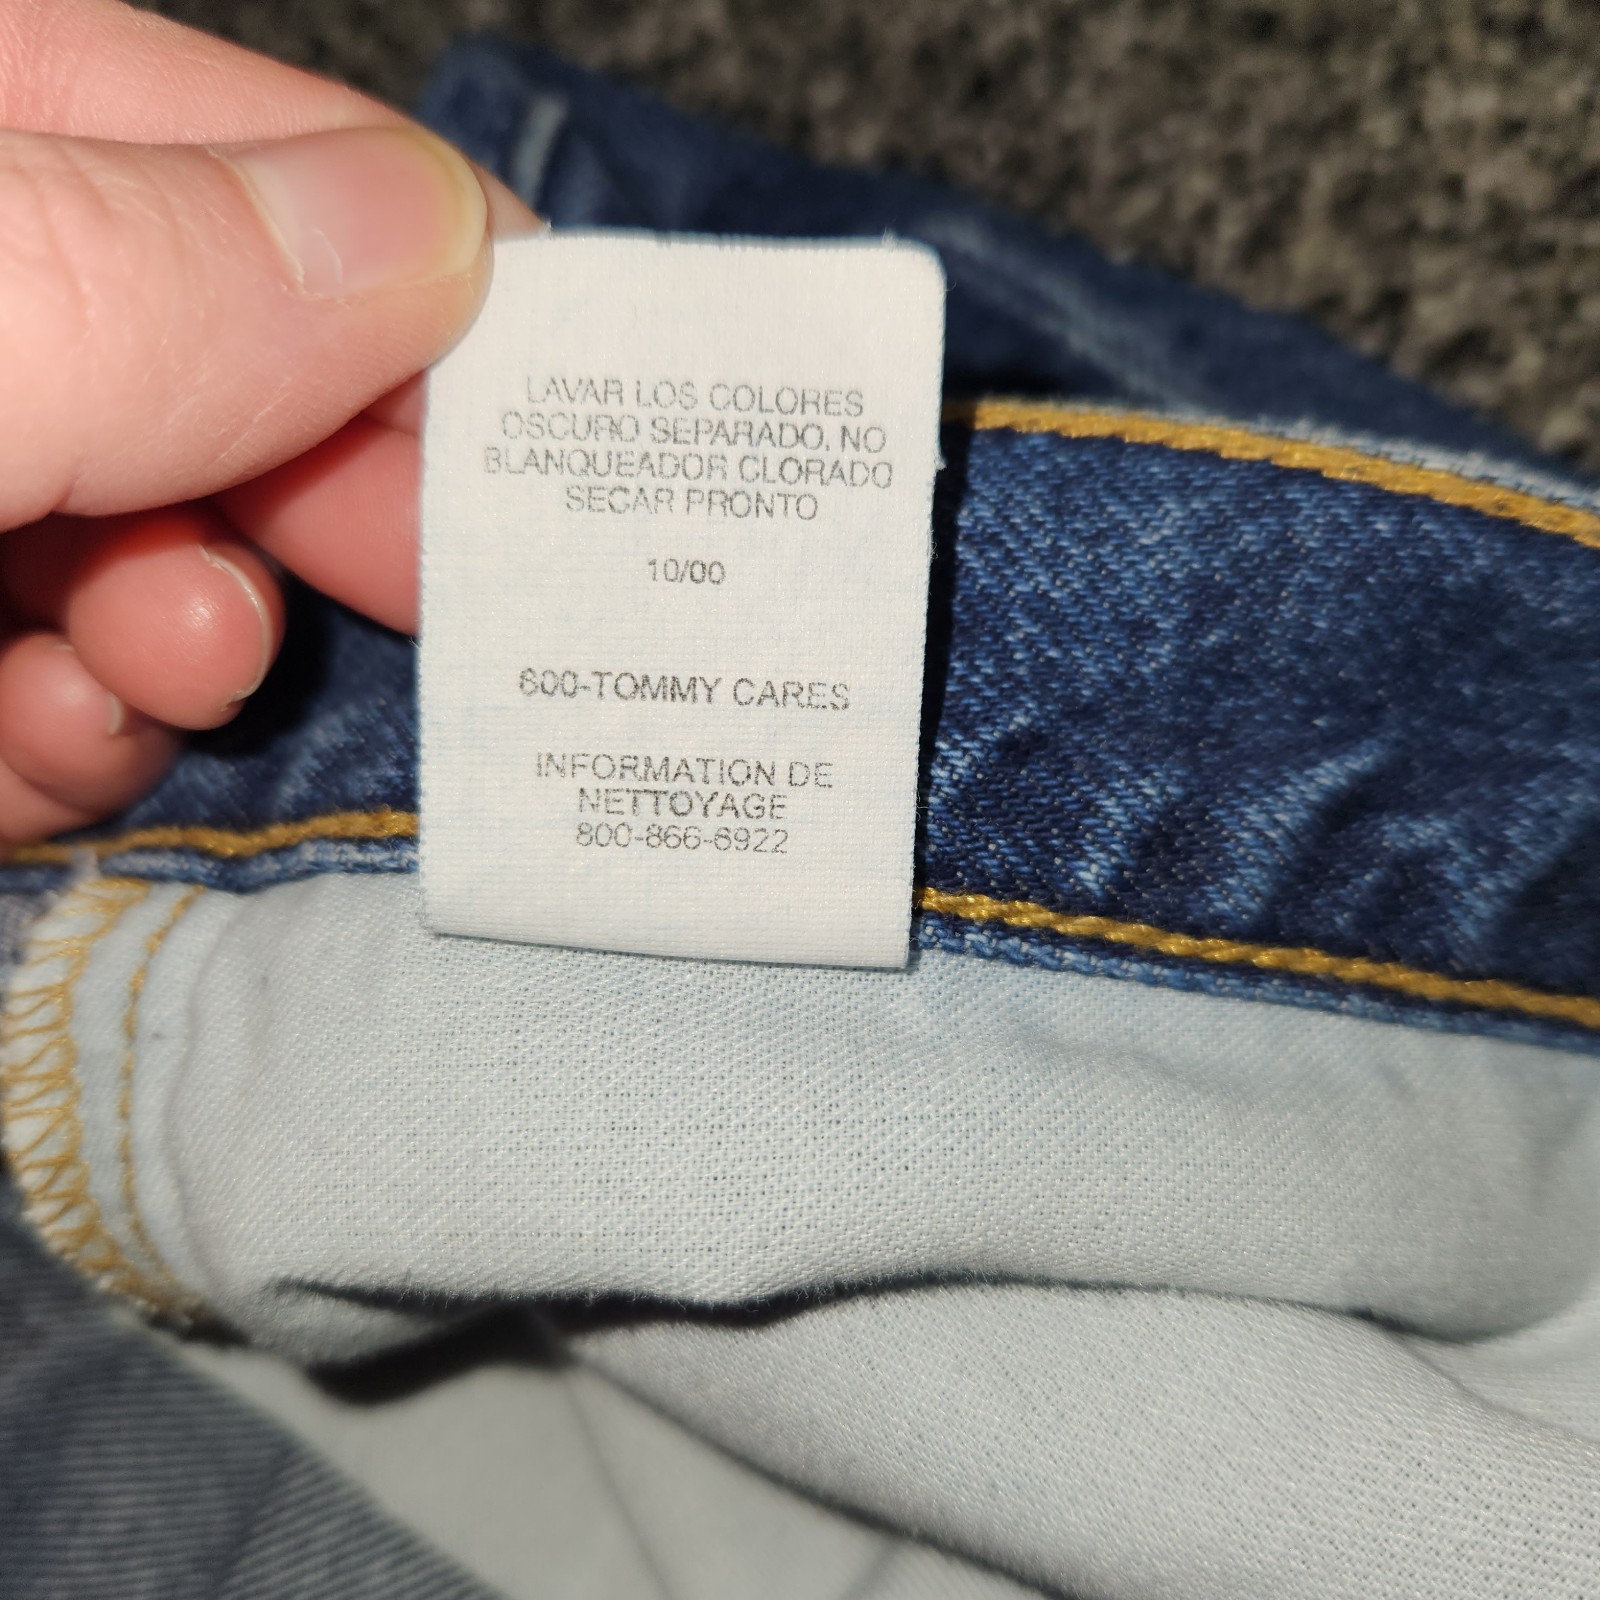 LAVAR LOS COLORES
OSCURO SEPARADO. NO
BLANQUEADOR CLORADO
SECAR PRONTO
10/00
800-TOMMY CARES
INFORMATION DE
NETTOYAGE
800-866-6922